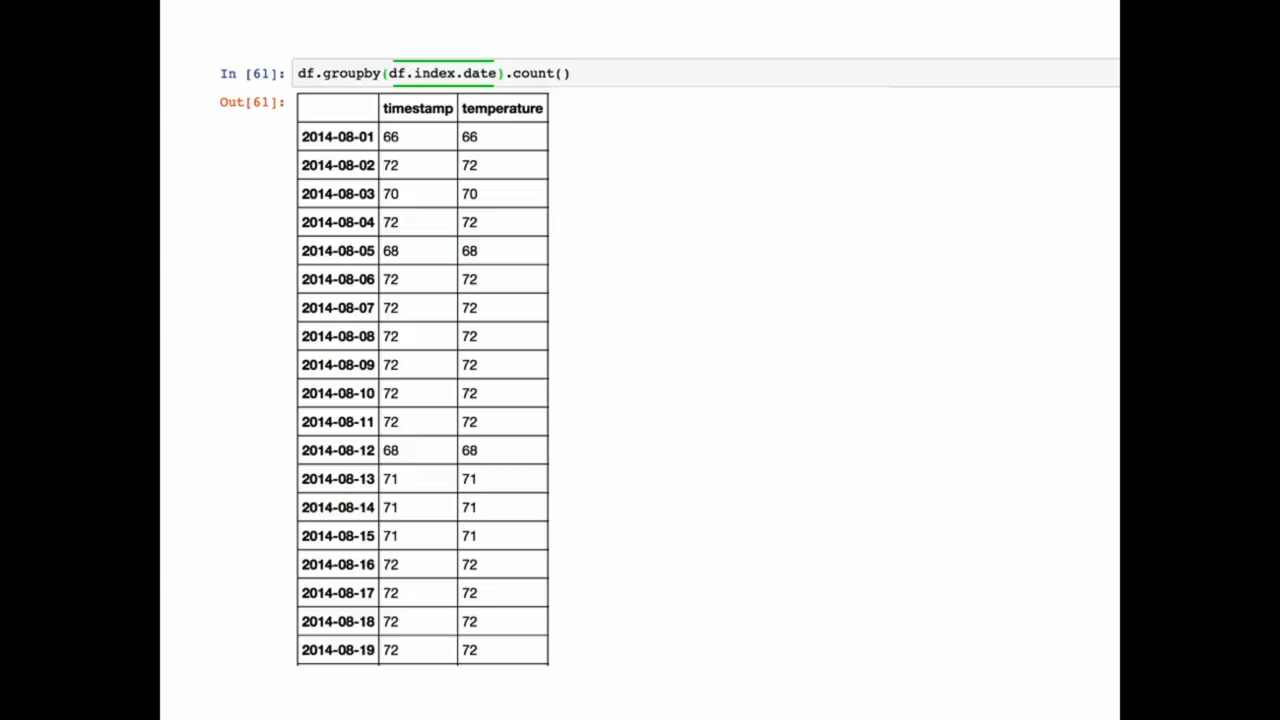 In [61]: df.groupby(df.index.date).count()
Out[61]:
timestamp temperature
2014-08-01 66 66
2014-08-02 72 72
2014-08-03 70 70
2014-08-04 72 72
2014-08-05 68 68
2014-08-06 72 72
2014-08-07 72 72
2014-08-08 72 72
2014-08-09 72 72
2014-08-10 72 72
2014-08-11 72 72
2014-08-12 68 68
2014-08-13 71 71
2014-08-14 71 71
2014-08-15 71 71
2014-08-16 72 72
2014-08-17 72 72
2014-08-18 72 72
2014-08-19 72 72